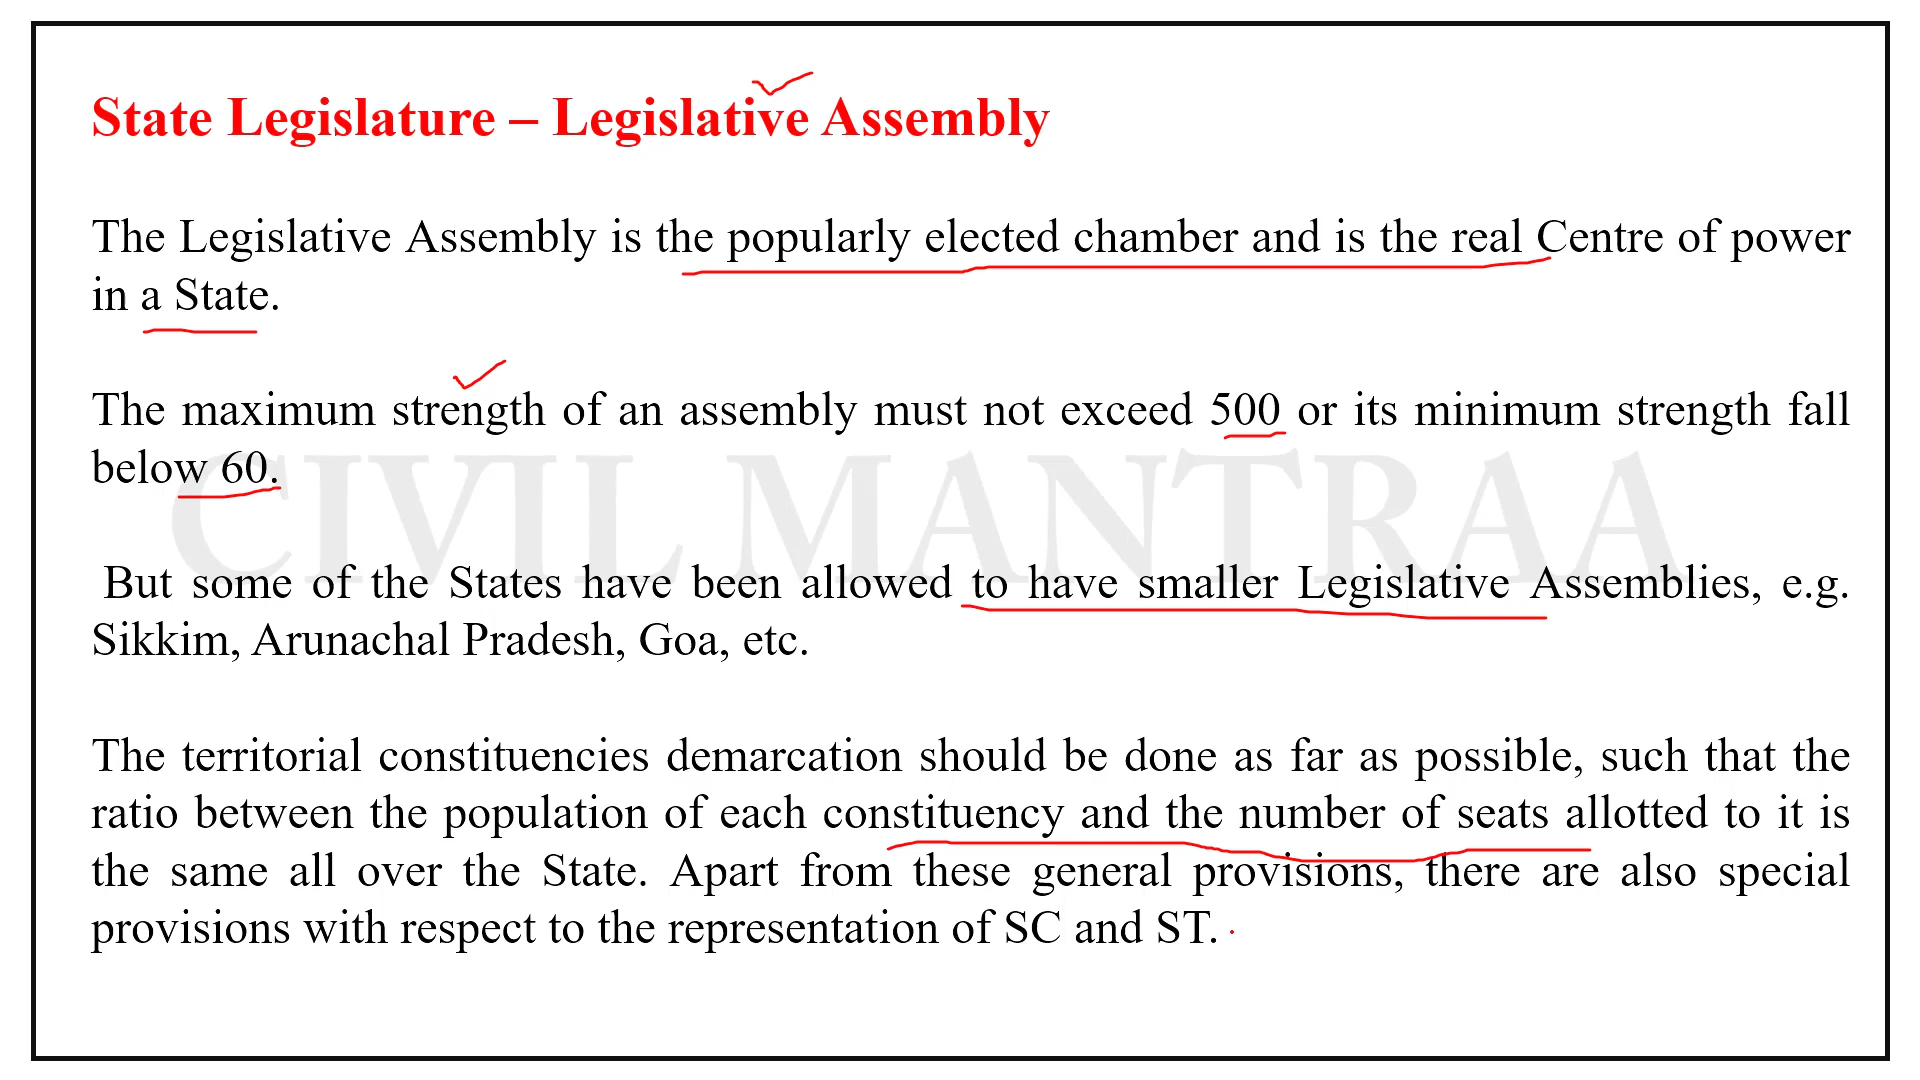 State Legislature – Legislative Assembly
The Legislative Assembly is the popularly elected chamber and is the real Centre of power
in a State.
The maximum strength of an assembly must not exceed 500 or its minimum strength fall
below 60.
CIVIL MANTRAA
But some of the States have been allowed to have smaller Legislative Assemblies, e.g.
Sikkim, Arunachal Pradesh, Goa, etc.
The territorial constituencies demarcation should be done as far as possible, such that the
ratio between the population of each constituency and the number of seats allotted to it is
the same all over the State. Apart from these general provisions, there are also special
provisions with respect to the representation of SC and ST.